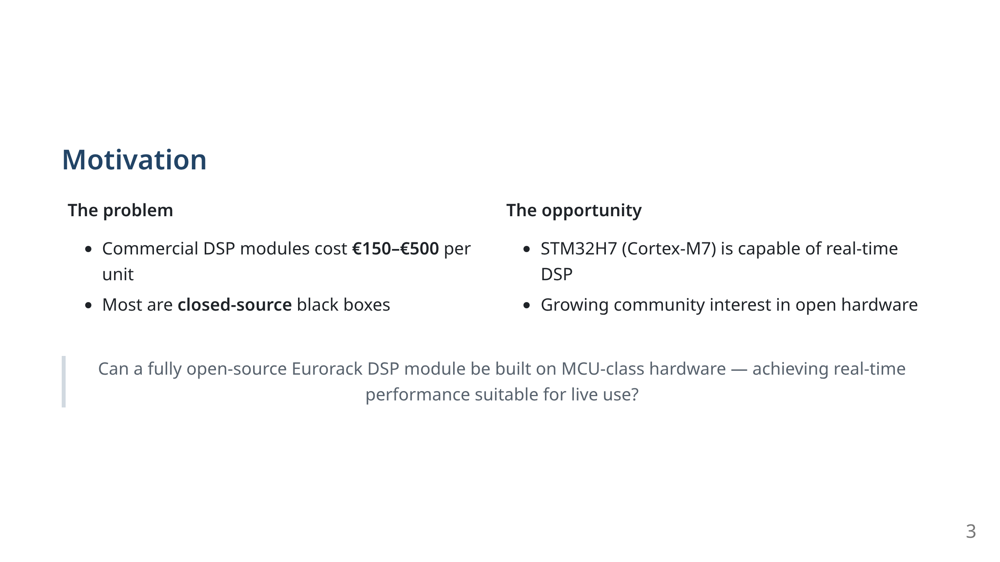 Motivation
The problem
• Commercial DSP modules cost €150–€500 per
unit
• Most are closed-source black boxes
The opportunity
• STM32H7 (Cortex-M7) is capable of real-time
DSP
• Growing community interest in open hardware
Can a fully open-source Eurorack DSP module be built on MCU-class hardware — achieving real-time
performance suitable for live use?
3